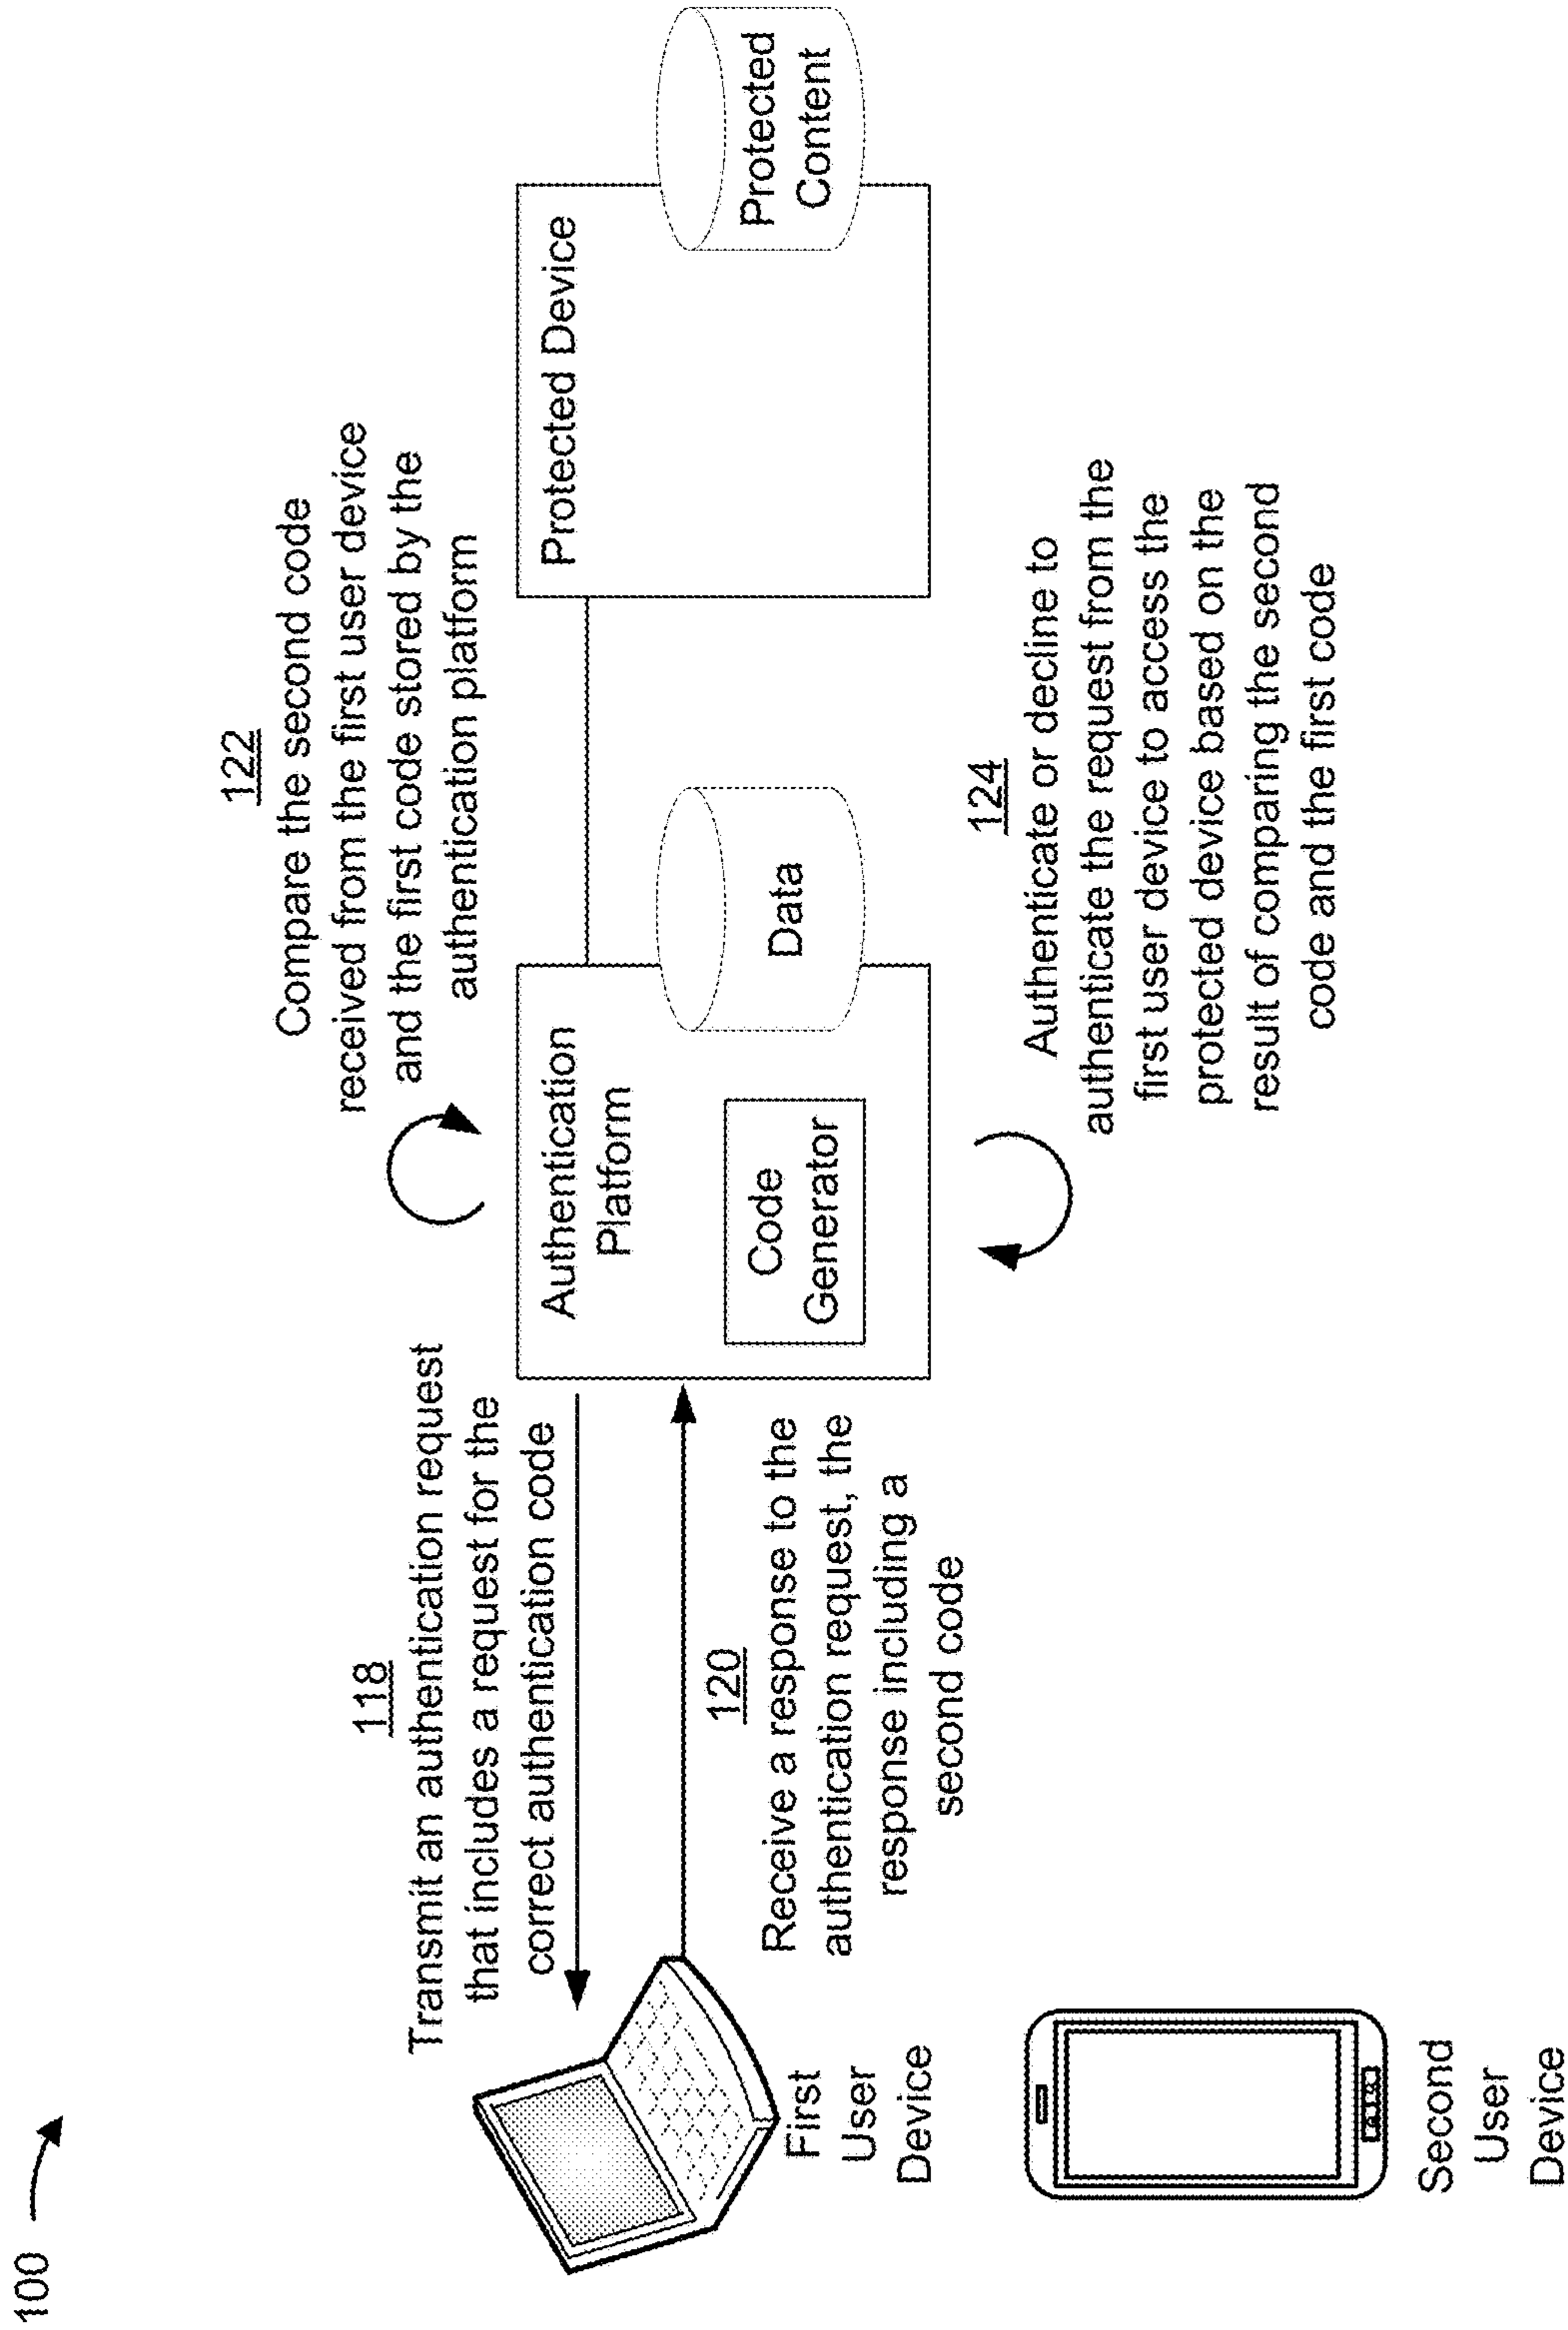 100
118
Transmit an authentication request
that includes a request for the
correct authentication code
120
Receive a response to the
authentication request, the
response including a
second code
First
User
Device
Second
User
Device
Authentication
Platform
Code
Generator
Data
122
Compare the second code
received from the first user device
and the first code stored by the
authentication platform
124
Authenticate or decline to
authenticate the request from the
first user device to access the
protected device based on the
result of comparing the second
code and the first code
Protected Device
Protected
Content